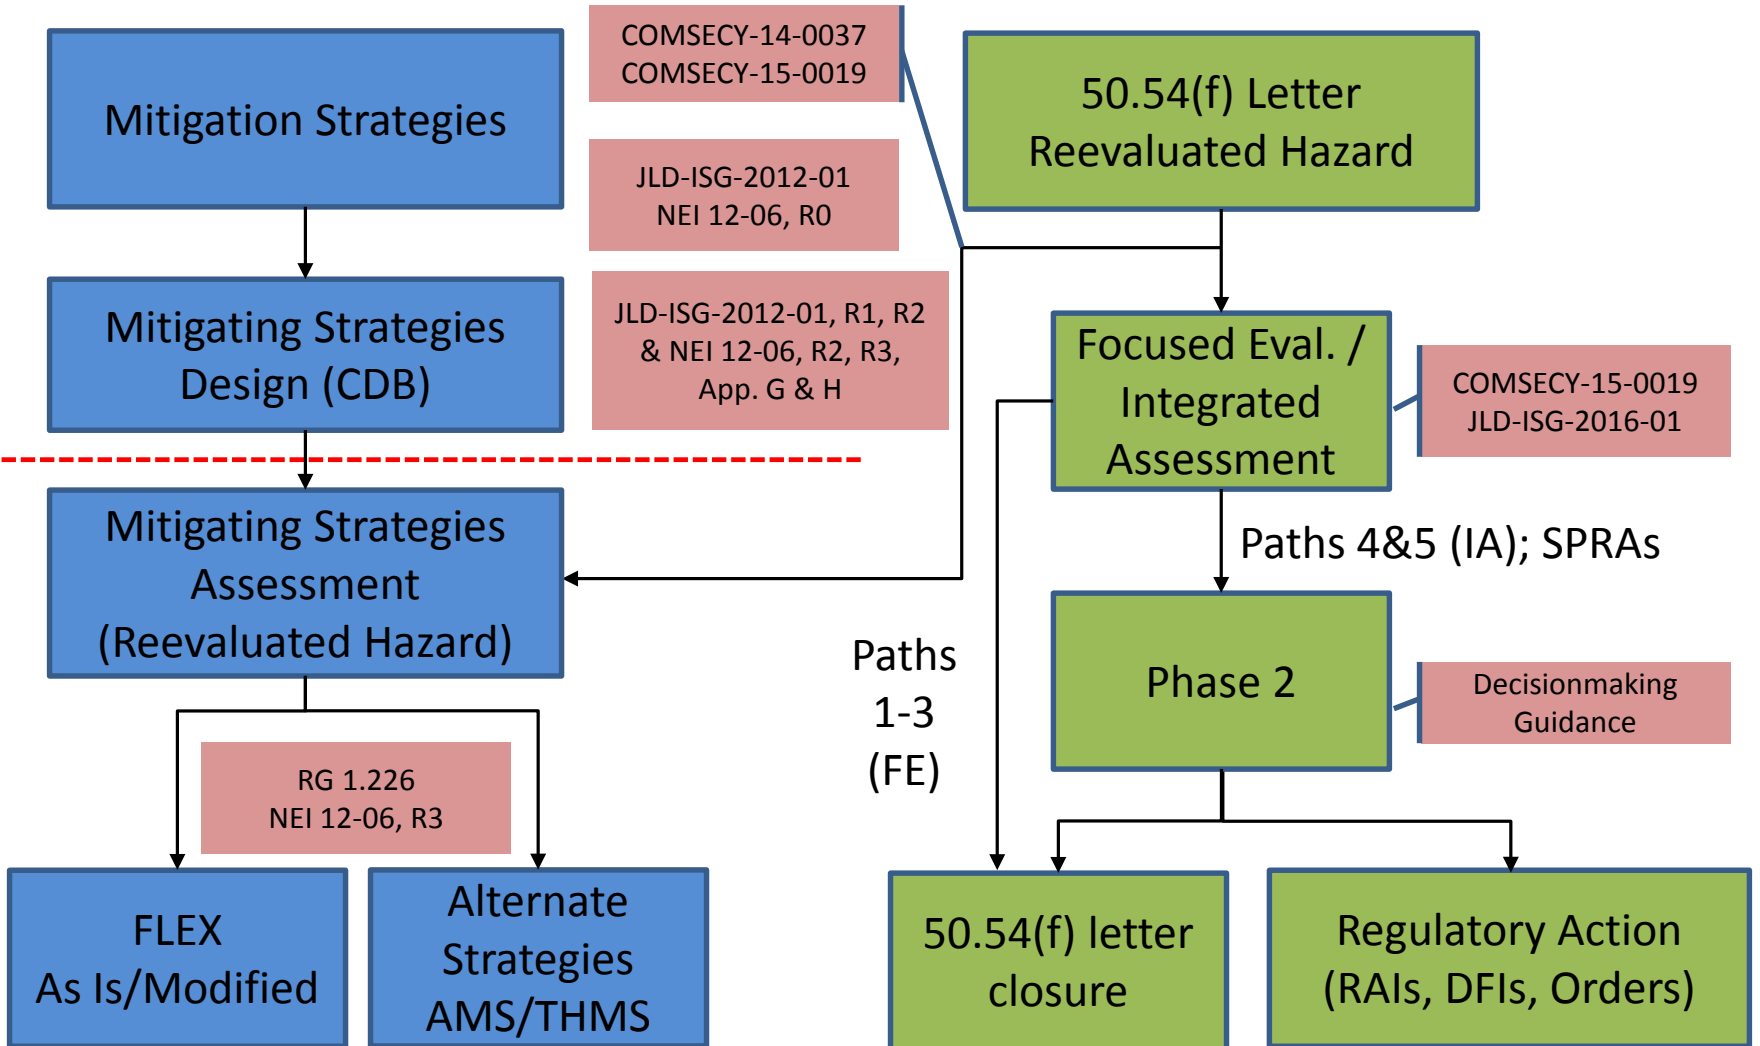 Mitigation Strategies
COMSECY-14-0037
COMSECY-15-0019
50.54(f) Letter
Reevaluated Hazard
JLD-ISG-2012-01
NEI 12-06, R0
Mitigating Strategies
Design (CDB)
JLD-ISG-2012-01, R1, R2
& NEI 12-06, R2, R3,
App. G & H
Focused Eval. /
Integrated
Assessment
COMSECY-15-0019
JLD-ISG-2016-01
Mitigating Strategies
Assessment
(Reevaluated Hazard)
Paths 4&5 (IA); SPRAs
Paths
1-3
(FE)
Phase 2
Decisionmaking
Guidance
RG 1.226
NEI 12-06, R3
FLEX
As Is/Modified
Alternate
Strategies
AMS/THMS
50.54(f) letter
closure
Regulatory Action
(RAIs, DFIs, Orders)